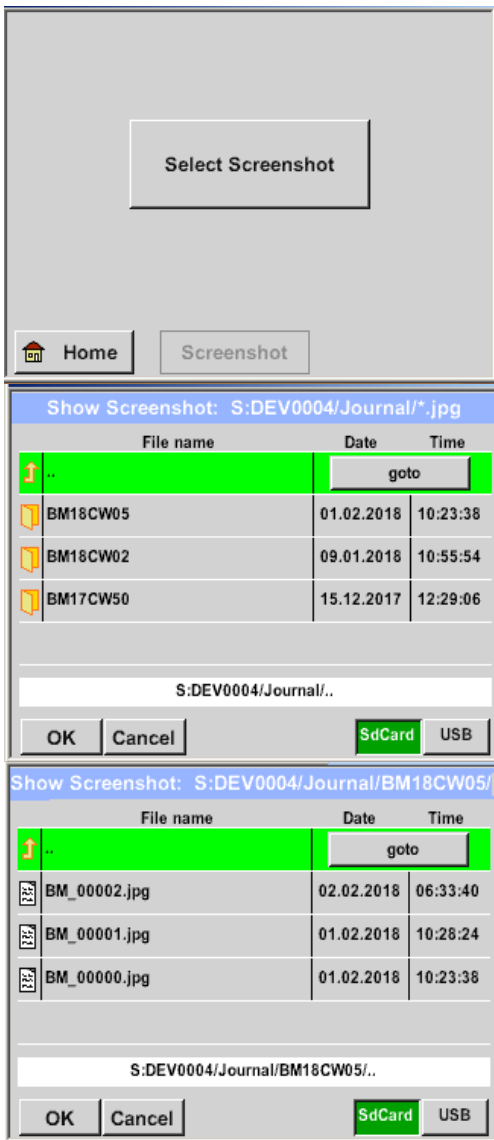 Select Screenshot
Home Screenshot
Show Screenshot: S:DEV0004/Journal/*.jpg
File name Date Time
.. goto
BM18CW05 01.02.2018 10:23:38
BM18CW02 09.01.2018 10:55:54
BM17CW50 15.12.2017 12:29:06
S:DEV0004/Journal/..
OK Cancel SdCard USB
Show Screenshot: S:DEV0004/Journal/BM18CW05/
File name Date Time
.. goto
BM_00002.jpg 02.02.2018 06:33:40
BM_00001.jpg 01.02.2018 10:28:24
BM_00000.jpg 01.02.2018 10:23:38
S:DEV0004/Journal/BM18CW05/..
OK Cancel SdCard USB